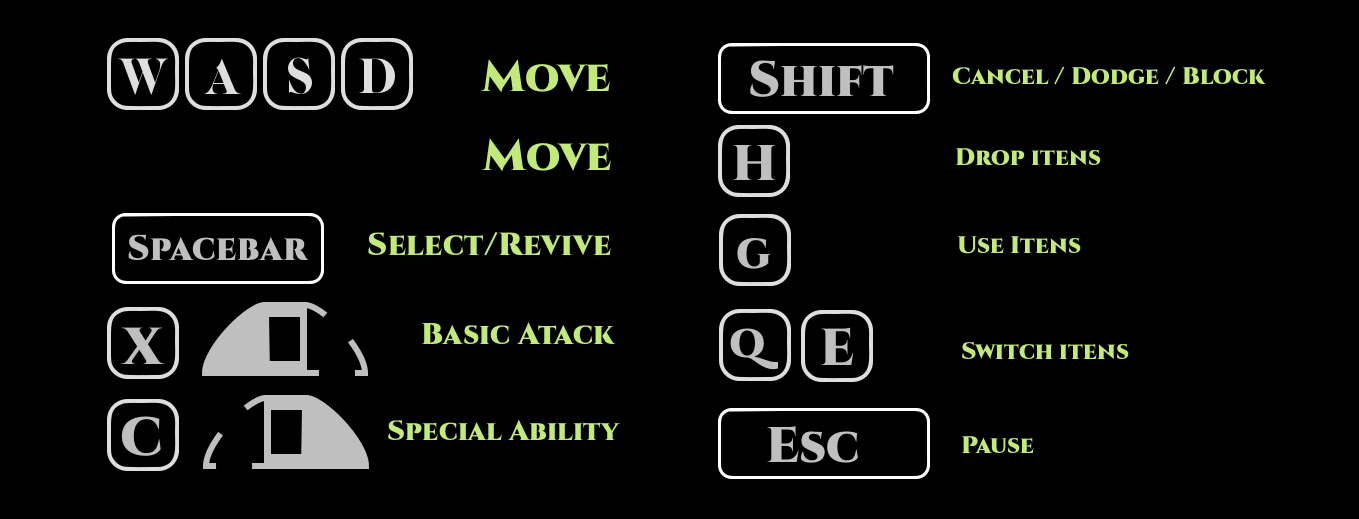 W A S D Move
Move
Spacebar Select/Revive
X Basic Atack
C Special Ability
Shift Cancel / Dodge / Block
H Drop itens
G Use Itens
Q E Switch itens
Esc Pause